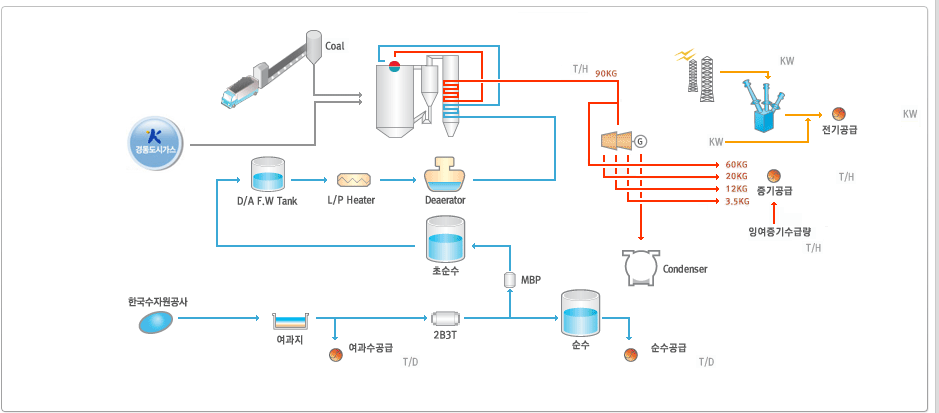 Coal
T/H
90KG
KW
KW
전기공급
경동도시가스
G
KW
60KG
20KG
T/H
12KG
증기공급
3.5KG
D/A F.W Tank
L/P Heater
Deaerator
잉여증기수급량
T/H
초순수
MBP
Condenser
한국수자원공사
여과지
2B3T
순수
여과수공급
T/D
순수공급
T/D